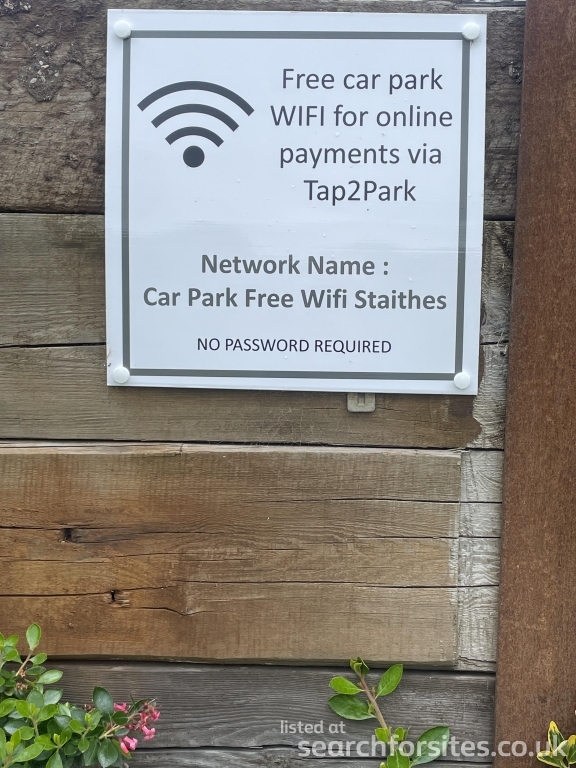 Free car park
WIFI for online
payments via
Tap2Park
Network Name :
Car Park Free Wifi Staithes
NO PASSWORD REQUIRED
listed at
searchforsites.co.uk